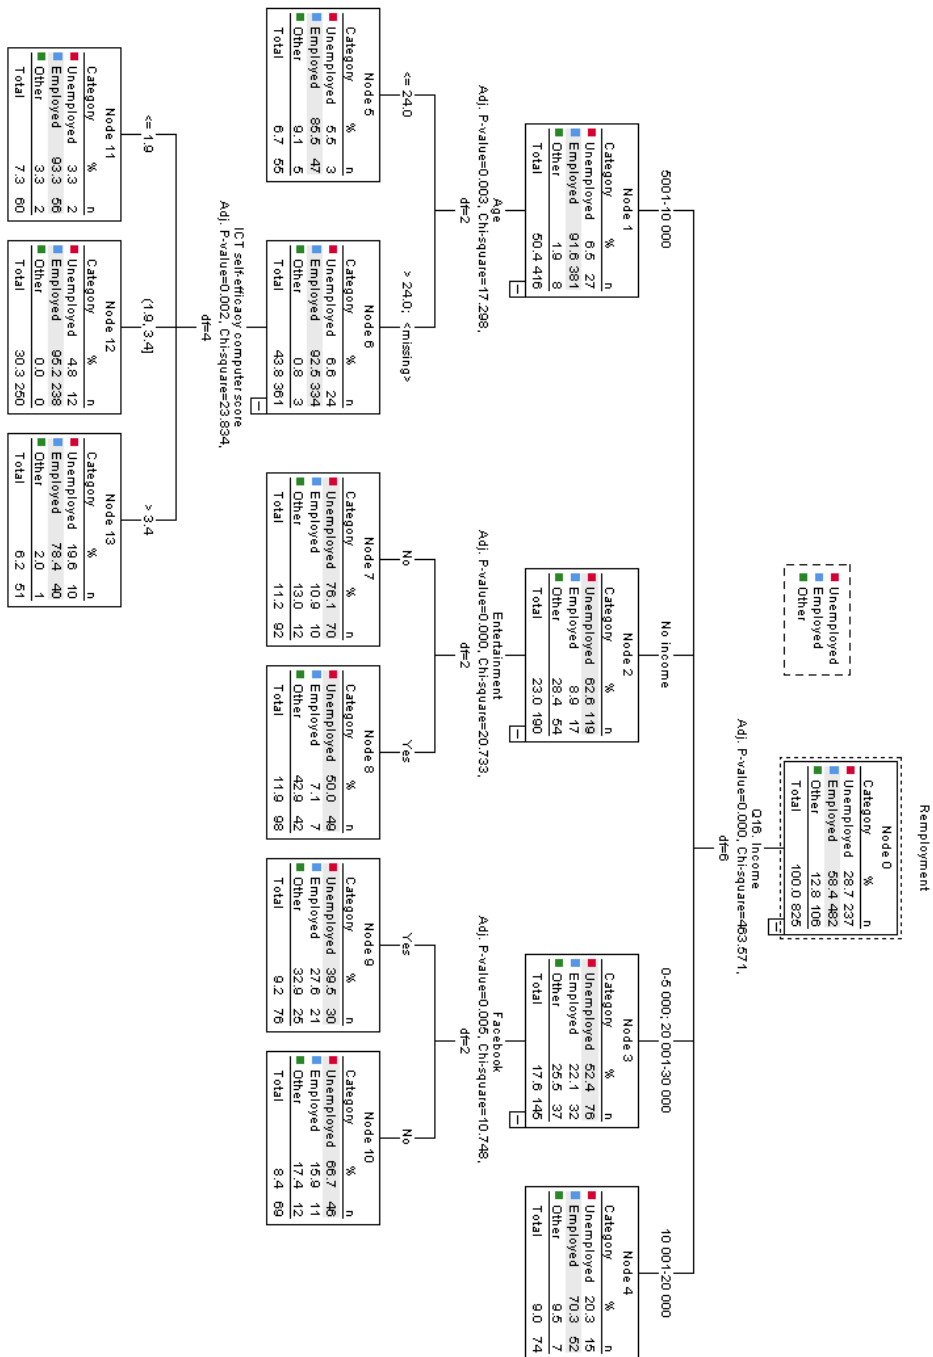 Remployment
Node 0
Category % n
Unemployed 28.7 237
Employed 58.4 482
Other 12.8 106
Total 100.0 825
Unemployed
Employed
Other
Q16. Income
Adj. P-value=0.000, Chi-square=463.571,
df=6
5001-10 000
No income
0-5 000; 20 001-30 000
10 001-20 000
Node 1
Category % n
Unemployed 6.5 27
Employed 91.6 381
Other 1.9 8
Total 50.4 416
Node 2
Category % n
Unemployed 62.6 119
Employed 8.9 17
Other 28.4 54
Total 23.0 190
Node 3
Category % n
Unemployed 52.4 76
Employed 22.1 32
Other 25.5 37
Total 17.6 145
Node 4
Category % n
Unemployed 20.3 15
Employed 70.3 52
Other 9.5 7
Total 9.0 74
Age
Adj. P-value=0.003, Chi-square=17.298,
df=2
Entertainment
Adj. P-value=0.000, Chi-square=20.733,
df=2
Facebook
Adj. P-value=0.005, Chi-square=10.748,
df=2
<= 24.0
> 24.0; <missing>
No
Yes
Yes
No
Node 5
Category % n
Unemployed 5.5 3
Employed 85.5 47
Other 9.1 5
Total 6.7 55
Node 6
Category % n
Unemployed 6.6 24
Employed 92.5 334
Other 0.8 3
Total 43.8 361
Node 7
Category % n
Unemployed 76.1 70
Employed 10.9 10
Other 13.0 12
Total 11.2 92
Node 8
Category % n
Unemployed 50.0 49
Employed 7.1 7
Other 42.9 42
Total 11.9 98
Node 9
Category % n
Unemployed 39.5 30
Employed 27.6 21
Other 32.9 25
Total 9.2 76
Node 10
Category % n
Unemployed 66.7 46
Employed 15.9 11
Other 17.4 12
Total 8.4 69
ICT self-efficacy computer score
Adj. P-value=0.002, Chi-square=23.834,
df=4
<= 1.9
(1.9, 3.4]
> 3.4
Node 11
Category % n
Unemployed 3.3 2
Employed 93.3 56
Other 3.3 2
Total 7.3 60
Node 12
Category % n
Unemployed 4.8 12
Employed 95.2 238
Other 0.0 0
Total 30.3 250
Node 13
Category % n
Unemployed 19.6 10
Employed 78.4 40
Other 2.0 1
Total 6.2 51